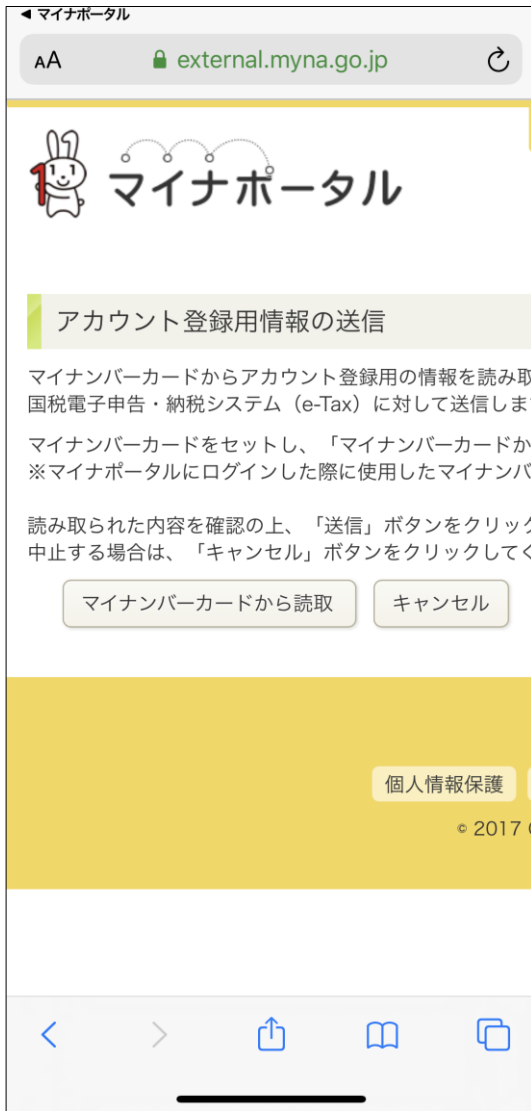 ◀ マイナポータル
AA external.myna.go.jp
1
マイナポータル
アカウント登録用情報の送信
マイナンバーカードからアカウント登録用の情報を読み取
国税電子申告・納税システム（e-Tax）に対して送信しま
マイナンバーカードをセットし、「マイナンバーカードか
※マイナポータルにログインした際に使用したマイナンバ
読み取られた内容を確認の上、「送信」ボタンをクリック
中止する場合は、「キャンセル」ボタンをクリックしてく
マイナンバーカードから読取 キャンセル
個人情報保護
© 2017